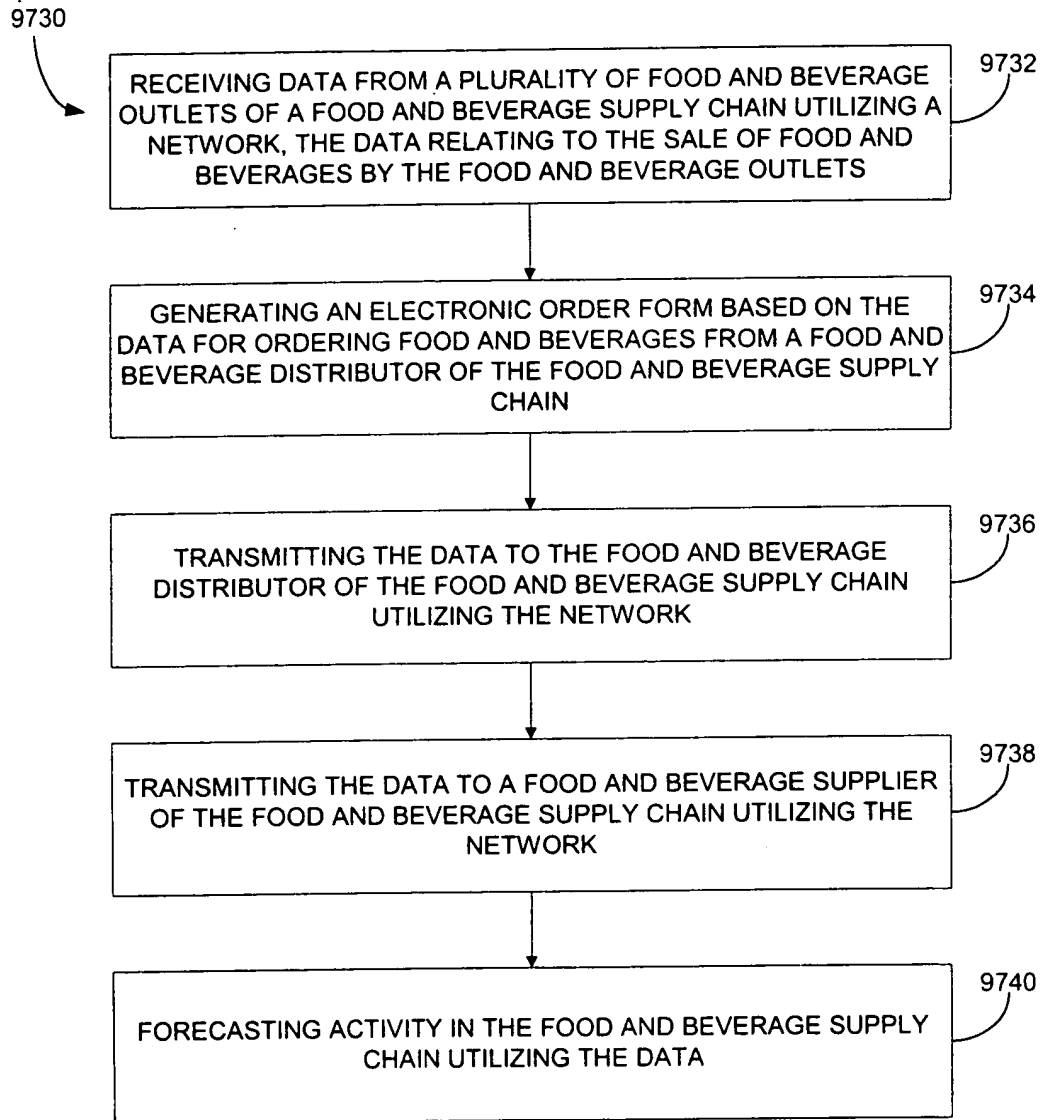 9730
RECEIVING DATA FROM A PLURALITY OF FOOD AND BEVERAGE
OUTLETS OF A FOOD AND BEVERAGE SUPPLY CHAIN UTILIZING A
NETWORK, THE DATA RELATING TO THE SALE OF FOOD AND
BEVERAGES BY THE FOOD AND BEVERAGE OUTLETS
9732
GENERATING AN ELECTRONIC ORDER FORM BASED ON THE
DATA FOR ORDERING FOOD AND BEVERAGES FROM A FOOD AND
BEVERAGE DISTRIBUTOR OF THE FOOD AND BEVERAGE SUPPLY
CHAIN
9734
TRANSMITTING THE DATA TO THE FOOD AND BEVERAGE
DISTRIBUTOR OF THE FOOD AND BEVERAGE SUPPLY CHAIN
UTILIZING THE NETWORK
9736
TRANSMITTING THE DATA TO A FOOD AND BEVERAGE SUPPLIER
OF THE FOOD AND BEVERAGE SUPPLY CHAIN UTILIZING THE
NETWORK
9738
FORECASTING ACTIVITY IN THE FOOD AND BEVERAGE SUPPLY
CHAIN UTILIZING THE DATA
9740